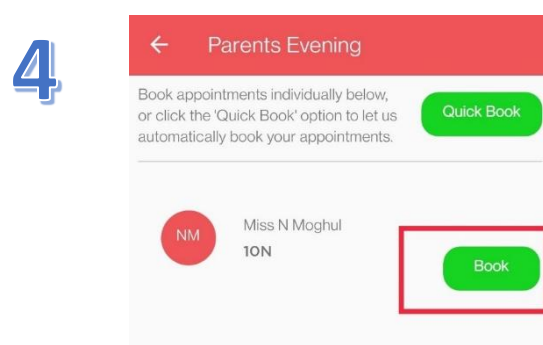 4
Parents Evening
Book appointments individually below,
or click the 'Quick Book' option to let us
automatically book your appointments.
Quick Book
NM
Miss N Moghul
10N
Book